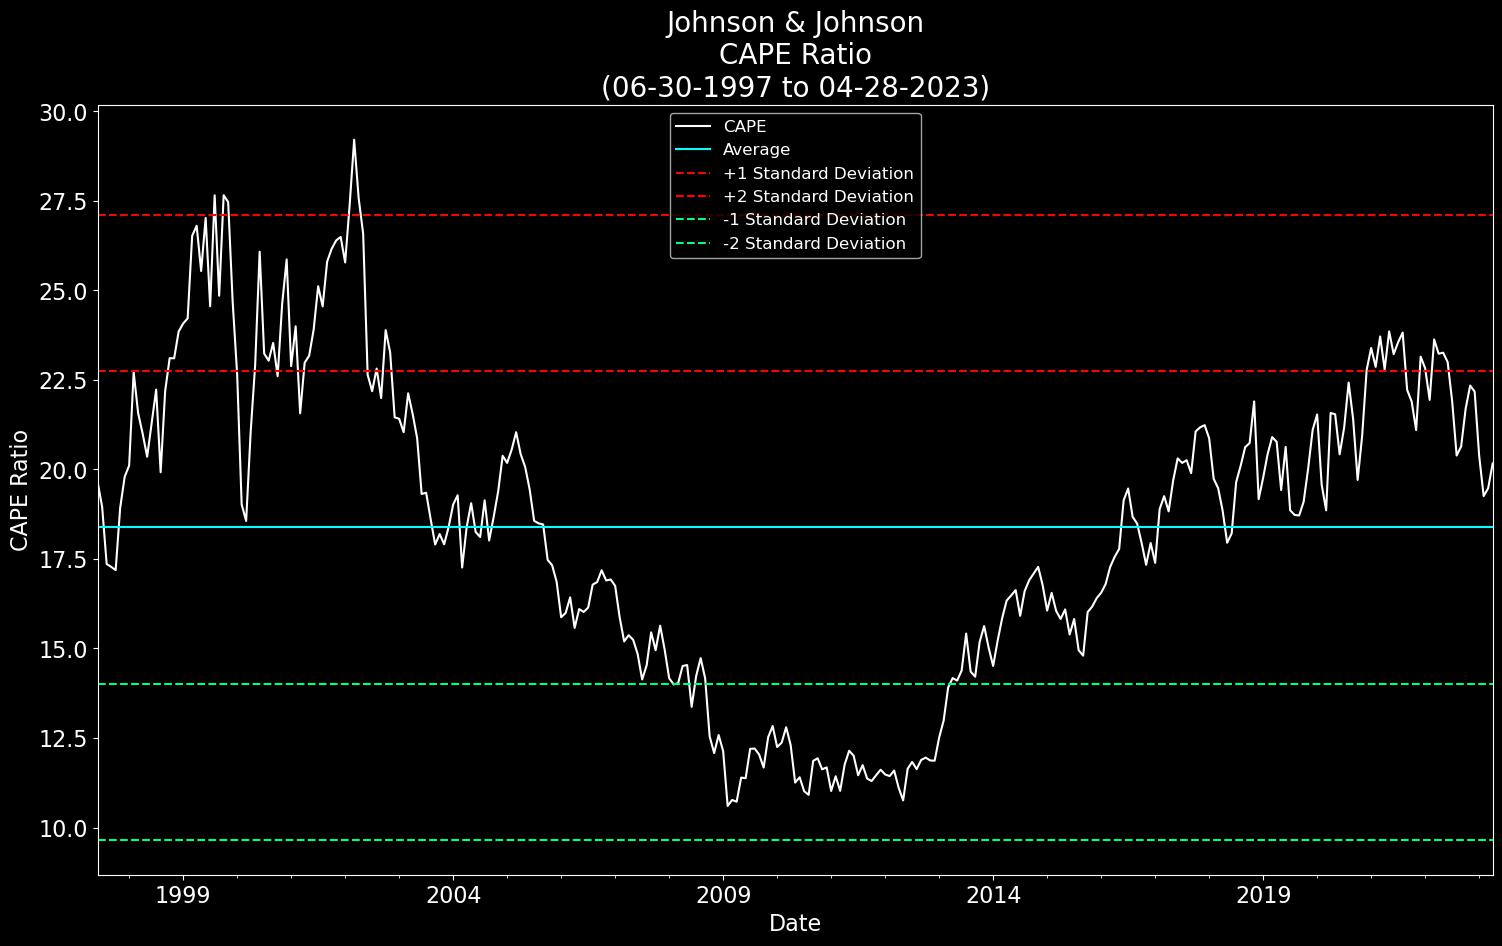 Johnson & Johnson
CAPE Ratio
(06-30-1997 to 04-28-2023)
30.0
27.5
25.0
22.5
20.0
17.5
15.0
12.5
10.0
CAPE Ratio
CAPE
Average
+1 Standard Deviation
+2 Standard Deviation
-1 Standard Deviation
-2 Standard Deviation
1999 2004 2009 2014 2019
Date